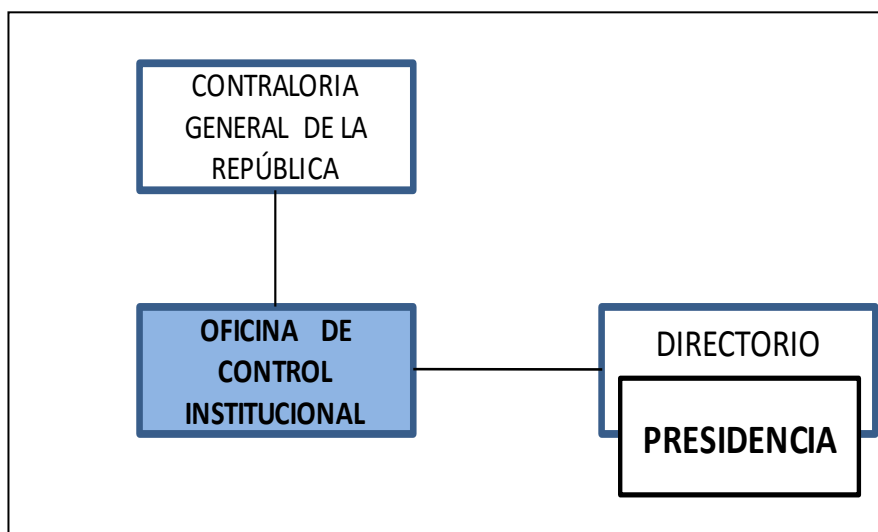 CONTRALORIA
GENERAL DE LA
REPÚBLICA
OFICINA DE
CONTROL
INSTITUCIONAL
DIRECTORIO
PRESIDENCIA